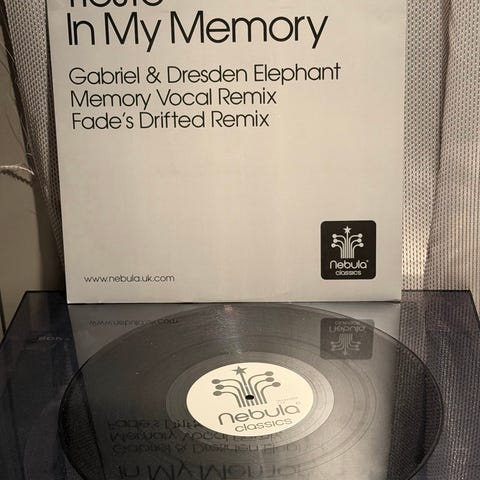 In My Memory
Gabriel & Dresden Elephant
Memory Vocal Remix
Fade's Drifted Remix
nebula
classics
www.nebula.uk.com
nebula
classics